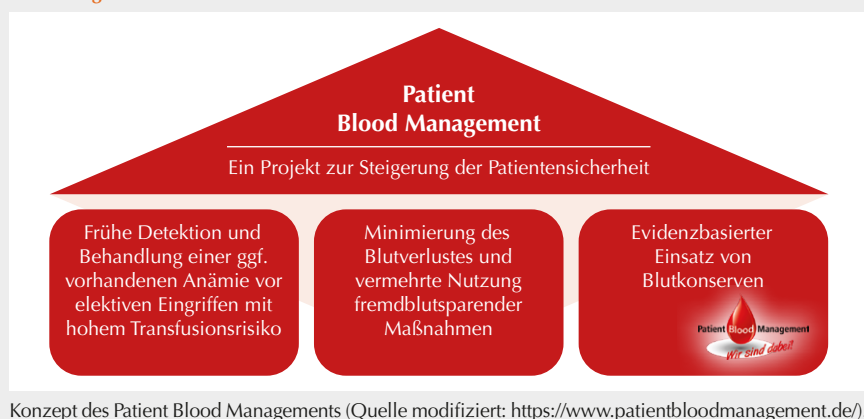 Patient
Blood Management
Ein Projekt zur Steigerung der Patientensicherheit
Frühe Detektion und
Behandlung einer ggf.
vorhandenen Anämie vor
elektiven Eingriffen mit
hohem Transfusionsrisiko
Minimierung des
Blutverlustes und
vermehrte Nutzung
fremdblutsparender
Maßnahmen
Evidenzbasierter
Einsatz von
Blutkonserven
Patient Blood Management
Wir sind dabei!
Konzept des Patient Blood Managements (Quelle modifiziert: https://www.patientbloodmanagement.de/)